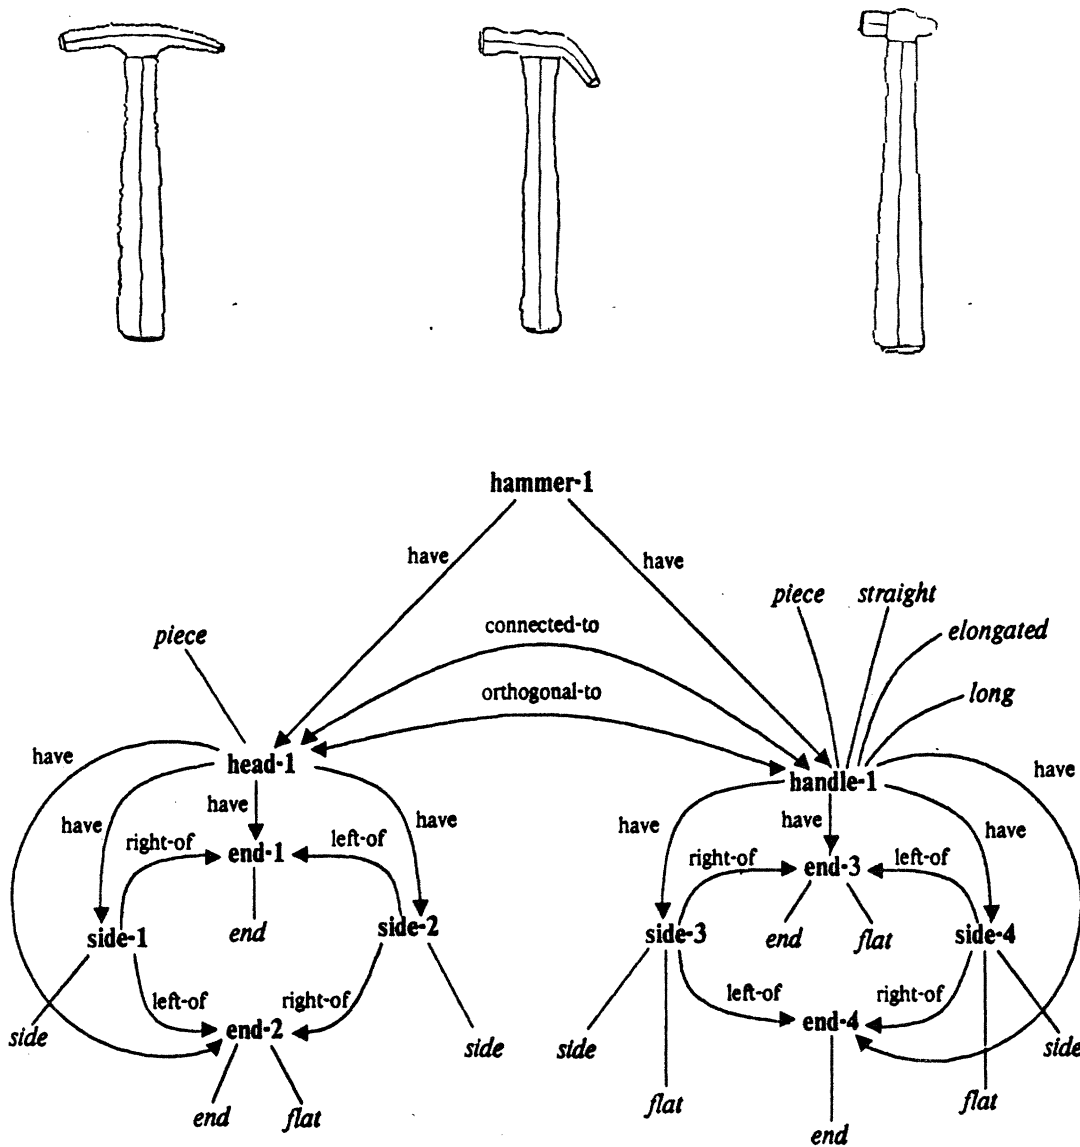 hammer-1
have
have
piece straight
connected-to
elongated
piece
orthogonal-to
long
have
head-1
handle-1
have
have
have
have
have
have
have
right-of
end-1
left-of
right-of
end-3
left-of
side-1
end
side-2
side-3
end
flat
side-4
left-of
right-of
left-of
right-of
side
end-2
end-4
side
side
side
end
flat
flat
flat
end